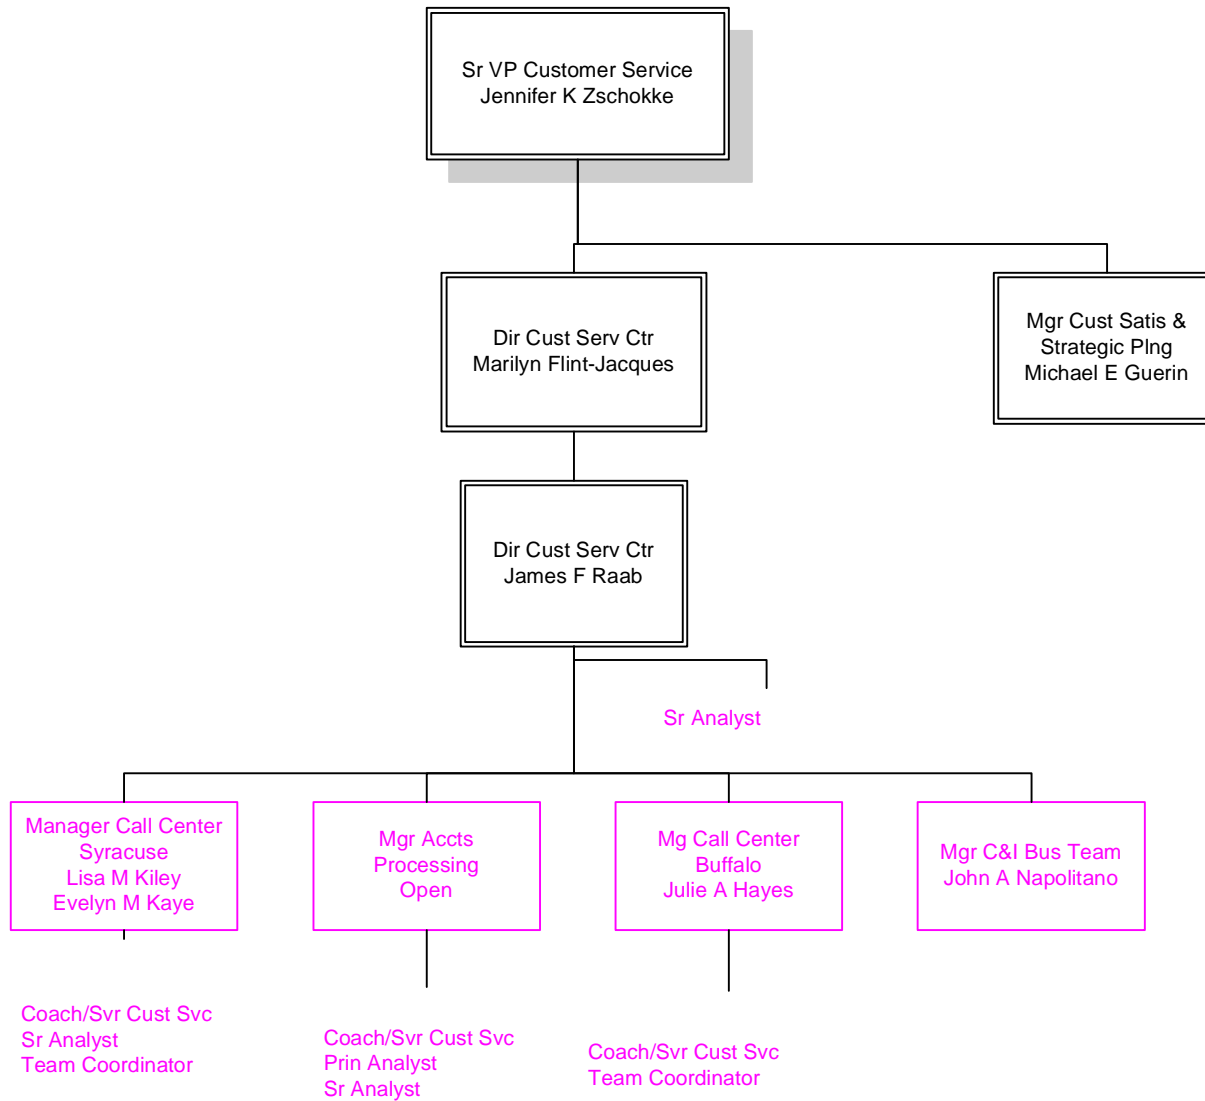 Sr VP Customer Service
Jennifer K Zschokke
Dir Cust Serv Ctr
Marilyn Flint-Jacques
Mgr Cust Satis &
Strategic Plng
Michael E Guerin
Dir Cust Serv Ctr
James F Raab
Sr Analyst
Manager Call Center
Syracuse
Lisa M Kiley
Evelyn M Kaye
Mgr Accts
Processing
Open
Mg Call Center
Buffalo
Julie A Hayes
Mgr C&I Bus Team
John A Napolitano
Coach/Svr Cust Svc
Sr Analyst
Team Coordinator
Coach/Svr Cust Svc
Prin Analyst
Sr Analyst
Coach/Svr Cust Svc
Team Coordinator